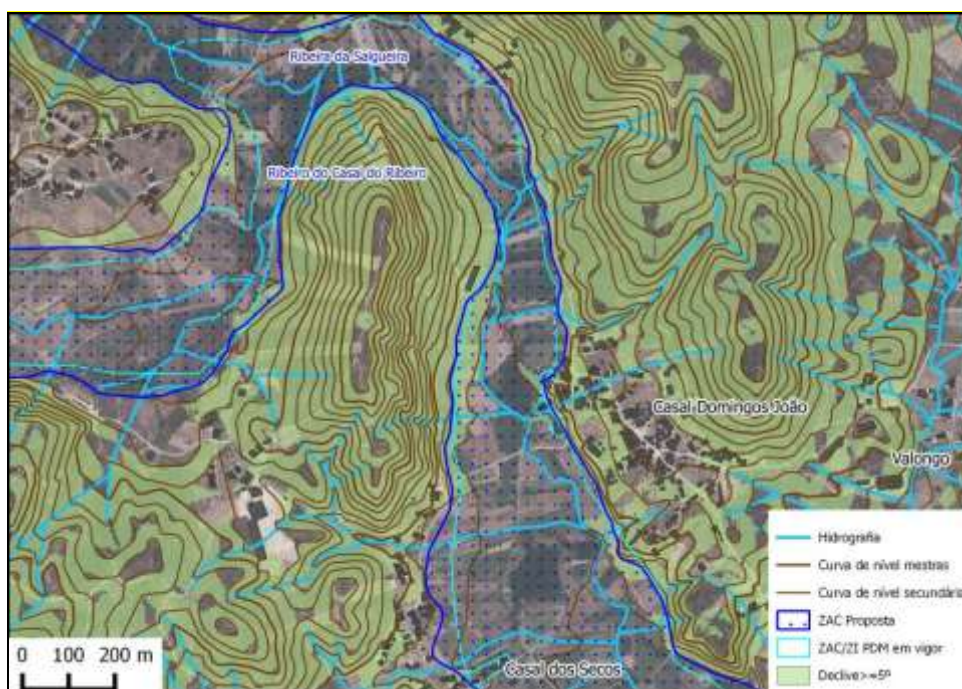 Ribeira da Salgueira
Ribeiro do Casal do Ribeiro
Casal Domingos João
Valongo
Casal dos Secos
0 100 200 m
Hidrografia
Curva de nível mestras
Curva de nível secundária
ZAC Proposta
ZAC/ZI PDM em vigor
Declive>=5º